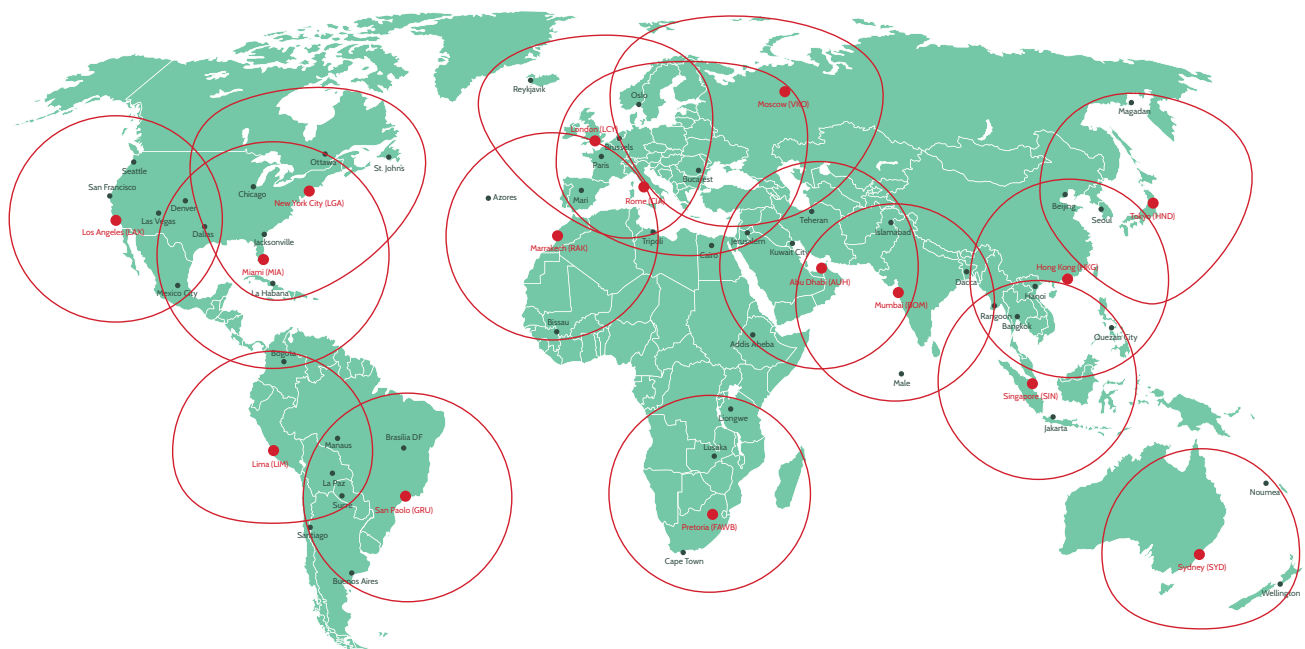 Reykjavik
Oslo
Moscow (VKO)
Magadan
London (LCY)
Brussels
Paris
Ottawa
St. Johns
Seattle
San Francisco
Chicago
New York City (LGA)
Denver
Las Vegas
Los Angeles (LAX)
Dallas
Jacksonville
Miami (MIA)
La Habana
Mexico City
Azores
Mari
Rome (CIA)
Bucarest
Marrakech (RAK)
Tripoli
Cairo
Jerusalem
Teheran
Kuwait City
Islamabad
Abu Dhabi (AUH)
Mumbai (BOM)
Dacca
Beijing
Seoul
Tokyo (HND)
Hong Kong (HKG)
Hanoi
Rangoon
Bangkok
Quezan City
Bissau
Addis Abeba
Male
Bogota
Singapore (SIN)
Jakarta
Liongwe
Lusaka
Manaus
Brasilia DF
Lima (LIM)
La Paz
Sucre
San Paolo (GRU)
Santiago
Buenos Aires
Pretoria (FAWB)
Cape Town
Noumea
Sydney (SYD)
Wellington